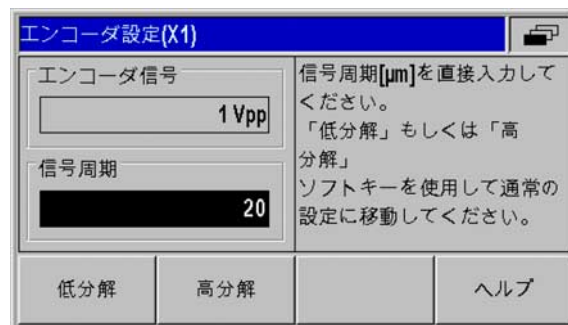 エンコーダ設定(X1)
エンコーダ信号
1 Vpp
信号周期
20
信号周期[µm]を直接入力して
ください。
「低分解」もしくは「高
分解」
ソフトキーを使用して通常の
設定に移動してください。
低分解
高分解
ヘルプ